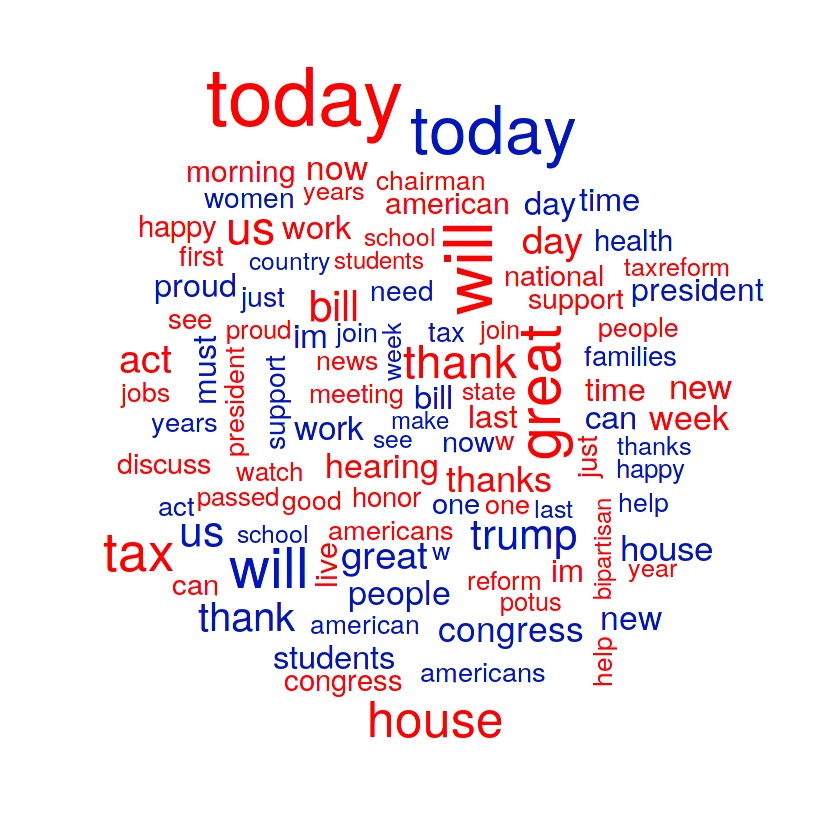 today
today
morning now chairman
women years american day time
happy us work school will day health
first country students national taxreform
proud just bill need support president
see proud im join week tax join great people
act must president support news thank families
jobs meeting bill state time new
years work make last can week
see now w just thanks
discuss watch hearing thanks happy
act passed good honor one one last bipartisan help
us school americans trump house
tax will live great w im year
can people reform potus
thank american congress new
students americans help
congress
house